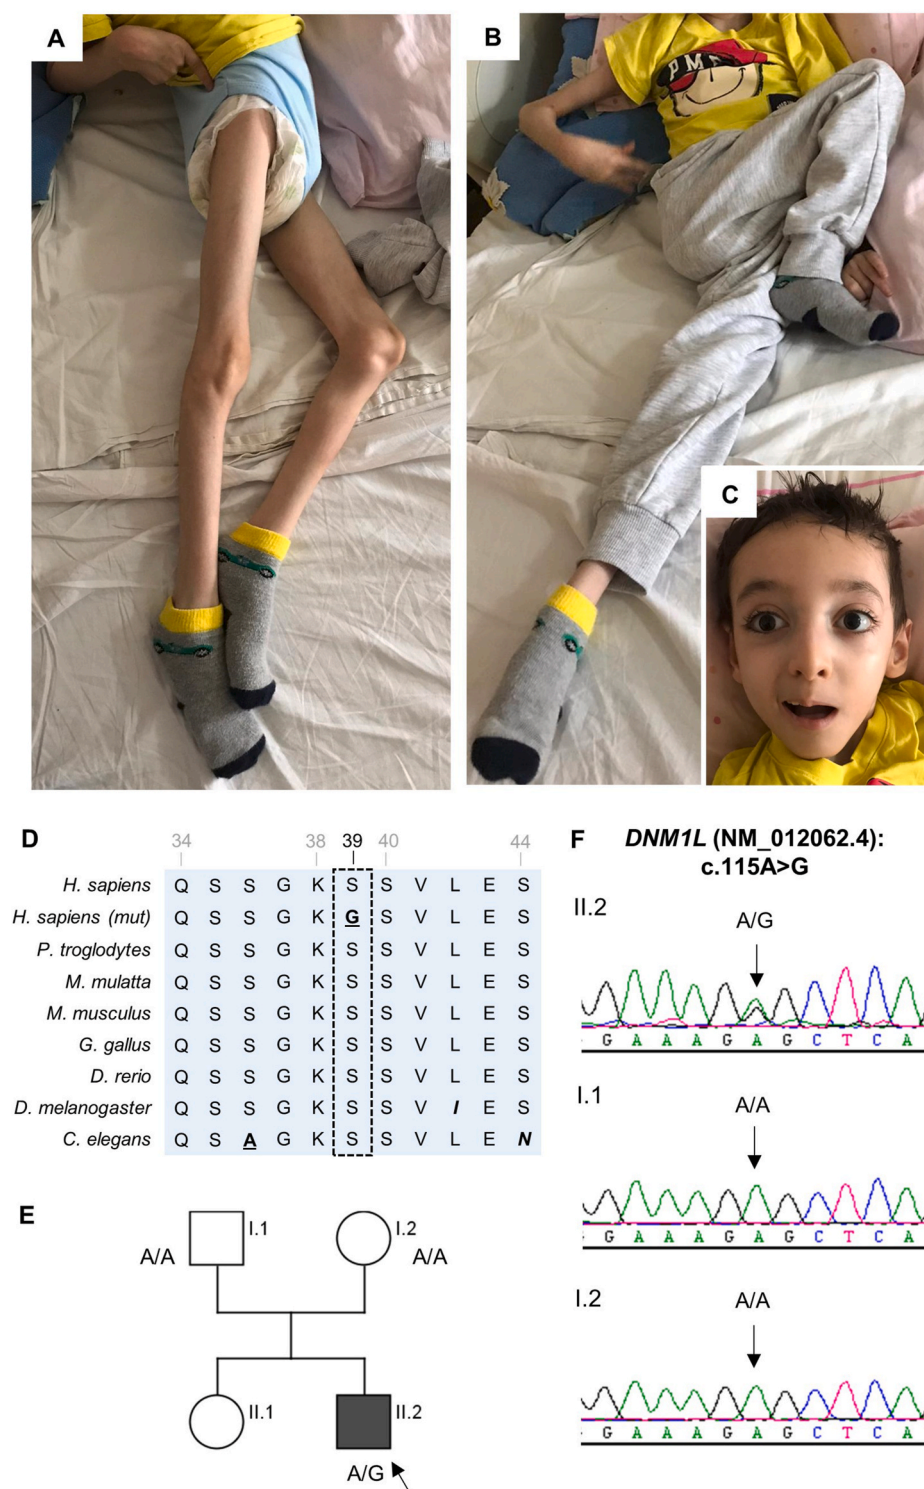 A
B
PM
C
D
34 38 39 40 44
H. sapiens Q S S G K S S V L E S
H. sapiens (mut) Q S S G K G S V L E S
P. troglodytes Q S S G K S S V L E S
M. mulatta Q S S G K S S V L E S
M. musculus Q S S G K S S V L E S
G. gallus Q S S G K S S V L E S
D. rerio Q S S G K S S V L E S
D. melanogaster Q S S G K S S V I E S
C. elegans Q S A G K S S V L E N
E
I.1
I.2
A/A
A/A
II.1
II.2
A/G
F
DNM1L (NM_012062.4):
c.115A>G
II.2
A/G
G A A A G A G C T C A
I.1
A/A
G A A A G A G C T C A
I.2
A/A
G A A A G A G C T C A